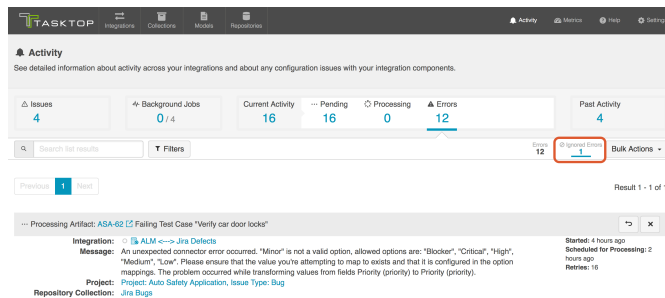 TASKTOP Integrations Collections Models Repositories Activity Metrics Help Settings
Activity
See detailed information about activity across your integrations and about any configuration issues with your integration components.
Issues Background Jobs Current Activity Pending Processing Errors Past Activity
4 0 / 4 16 16 0 12 4
Search list results Filters Errors 12 Ignored Errors 1 Bulk Actions
Previous 1 Next Result 1 - 1 of 1
Processing Artifact: ASA-62 Failing Test Case "Verify car door locks"
Integration: ALM <---> Jira Defects Started: 4 hours ago
Message: An unexpected connector error occurred. "Minor" is not a valid option, allowed options are: "Blocker", "Critical", "High", Scheduled for Processing: 2
"Medium", "Low". Please ensure that the value you're attempting to map to exists and that it is configured in the option hours ago
mappings. The problem occurred while transforming values from fields Priority (priority) to Priority (priority). Retries: 16
Project: Project: Auto Safety Application, Issue Type: Bug
Repository Collection: Jira Bugs